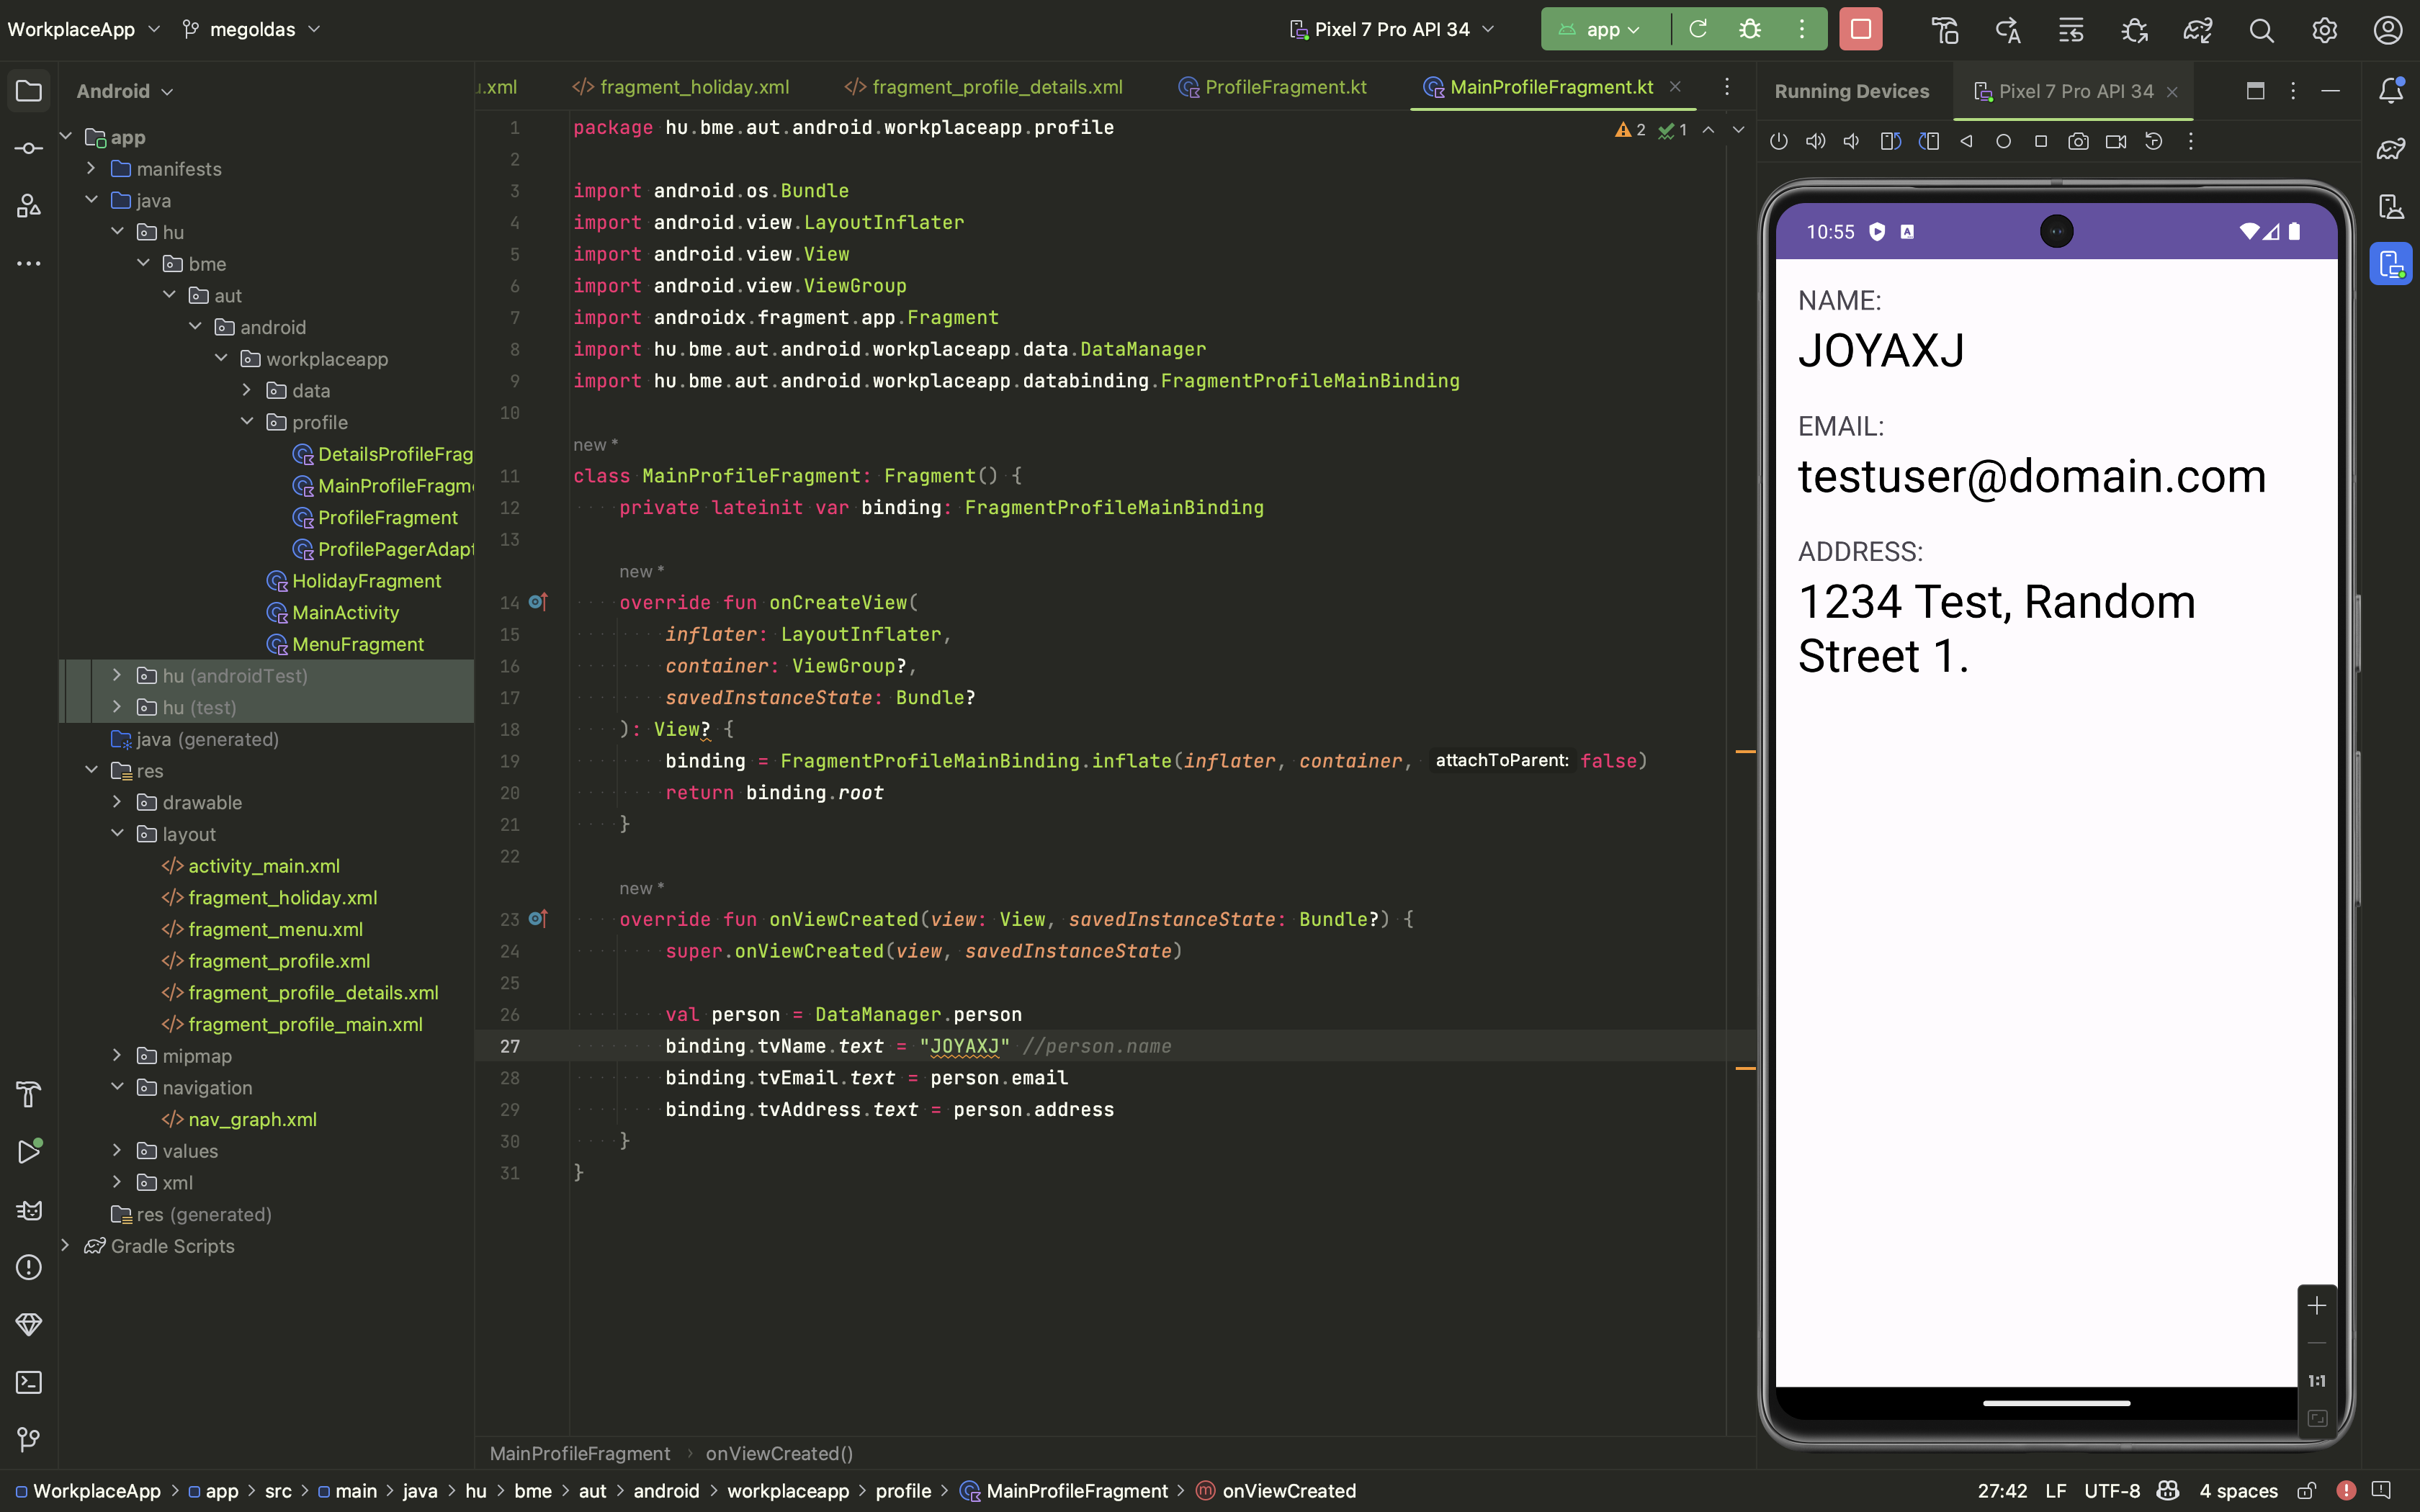 WorkplaceApp megoldas Pixel 7 Pro API 34 app
Android
app
manifests
java
hu
bme
aut
android
workplaceapp
data
profile
DetailsProfileFrag
MainProfileFragm
ProfileFragment
ProfilePagerAdapt
HolidayFragment
MainActivity
MenuFragment
hu (androidTest)
hu (test)
java (generated)
res
drawable
layout
activity_main.xml
fragment_holiday.xml
fragment_menu.xml
fragment_profile.xml
fragment_profile_details.xml
fragment_profile_main.xml
mipmap
navigation
nav_graph.xml
values
xml
res (generated)
Gradle Scripts
.xml fragment_holiday.xml fragment_profile_details.xml ProfileFragment.kt MainProfileFragment.kt
2 1
1 package hu.bme.aut.android.workplaceapp.profile
2
3 import android.os.Bundle
4 import android.view.LayoutInflater
5 import android.view.View
6 import android.view.ViewGroup
7 import androidx.fragment.app.Fragment
8 import hu.bme.aut.android.workplaceapp.data.DataManager
9 import hu.bme.aut.android.workplaceapp.databinding.FragmentProfileMainBinding
10
new *
11 class MainProfileFragment: Fragment() {
12 private lateinit var binding: FragmentProfileMainBinding
13
new *
14 override fun onCreateView(
15 inflater: LayoutInflater,
16 container: ViewGroup?,
17 savedInstanceState: Bundle?
18 ): View? {
19 binding = FragmentProfileMainBinding.inflate(inflater, container, attachToParent: false)
20 return binding.root
21 }
22
new *
23 override fun onViewCreated(view: View, savedInstanceState: Bundle?) {
24 super.onViewCreated(view, savedInstanceState)
25
26 val person = DataManager.person
27 binding.tvName.text = "JOYAXJ" //person.name
28 binding.tvEmail.text = person.email
29 binding.tvAddress.text = person.address
30 }
31 }
MainProfileFragment › onViewCreated()
Running Devices Pixel 7 Pro API 34
10:55
NAME:
JOYAXJ
EMAIL:
testuser@domain.com
ADDRESS:
1234 Test, Random
Street 1.
1:1
WorkplaceApp › app › src › main › java › hu › bme › aut › android › workplaceapp › profile › MainProfileFragment › onViewCreated
27:42 LF UTF-8 4 spaces